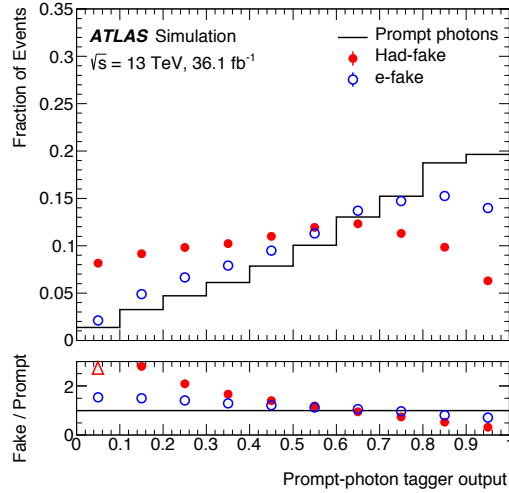 Fraction of Events
0.35
0.3
0.25
0.2
0.15
0.1
0.05
0
ATLAS Simulation
√s = 13 TeV, 36.1 fb⁻¹
Prompt photons
Had-fake
e-fake
Fake / Prompt
2
1
0
0 0.1 0.2 0.3 0.4 0.5 0.6 0.7 0.8 0.9 1
Prompt-photon tagger output